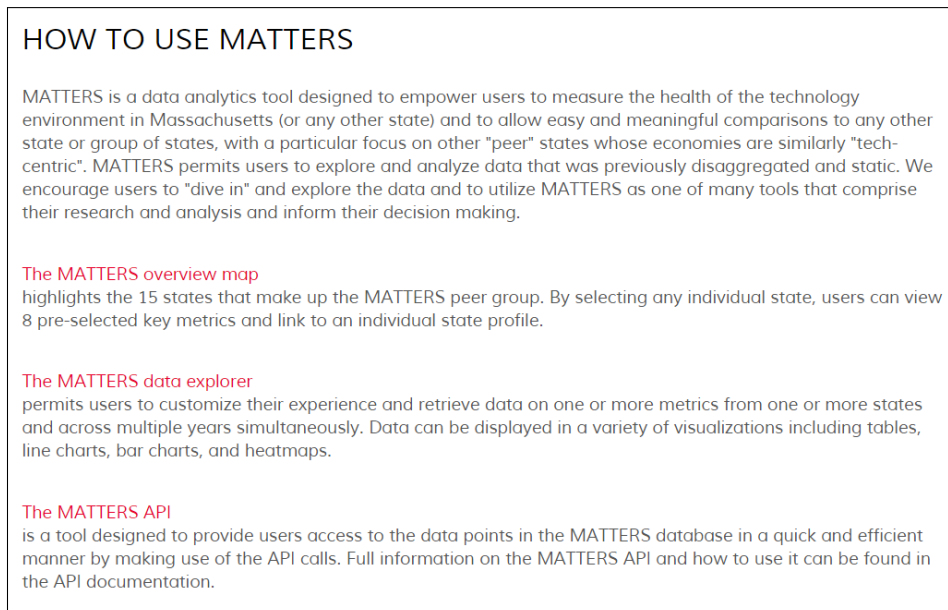 HOW TO USE MATTERS
MATTERS is a data analytics tool designed to empower users to measure the health of the technology
environment in Massachusetts (or any other state) and to allow easy and meaningful comparisons to any other
state or group of states, with a particular focus on other "peer" states whose economies are similarly "tech-
centric". MATTERS permits users to explore and analyze data that was previously disaggregated and static. We
encourage users to "dive in" and explore the data and to utilize MATTERS as one of many tools that comprise
their research and analysis and inform their decision making.
The MATTERS overview map
highlights the 15 states that make up the MATTERS peer group. By selecting any individual state, users can view
8 pre-selected key metrics and link to an individual state profile.
The MATTERS data explorer
permits users to customize their experience and retrieve data on one or more metrics from one or more states
and across multiple years simultaneously. Data can be displayed in a variety of visualizations including tables,
line charts, bar charts, and heatmaps.
The MATTERS API
is a tool designed to provide users access to the data points in the MATTERS database in a quick and efficient
manner by making use of the API calls. Full information on the MATTERS API and how to use it can be found in
the API documentation.